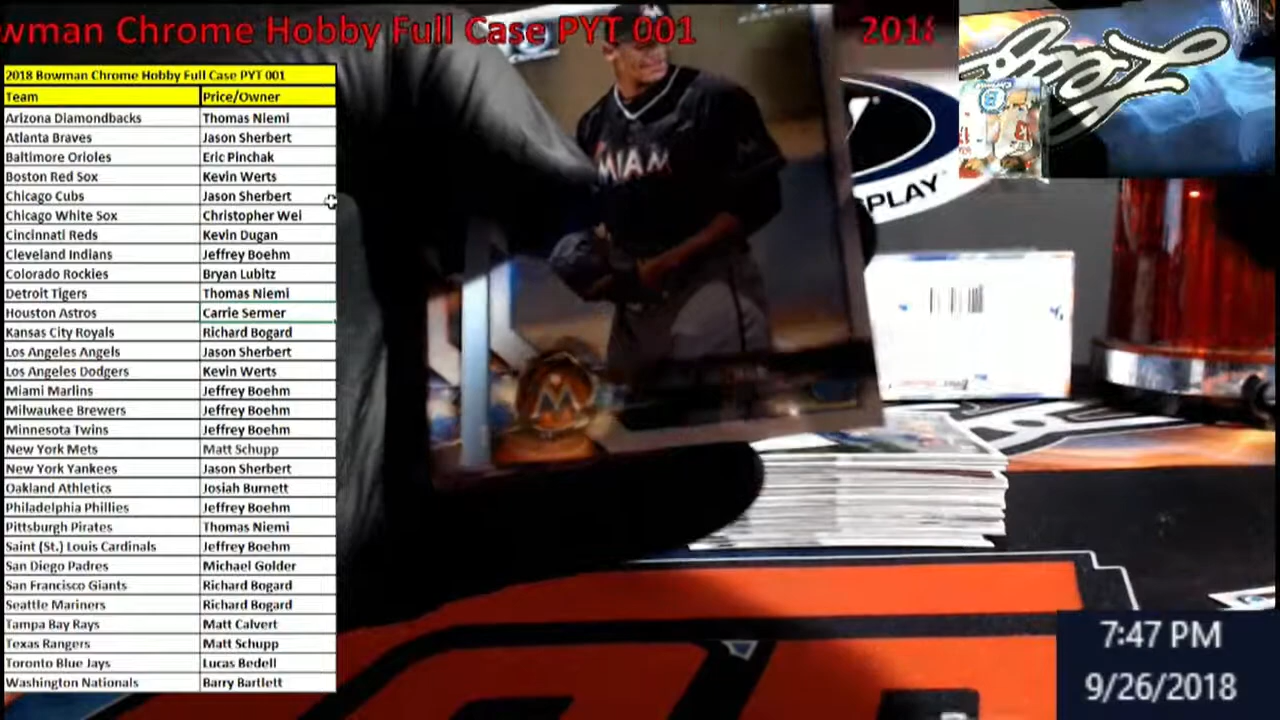 wman Chrome Hobby Full Case PYT 001 2018
2018 Bowman Chrome Hobby Full Case PYT 001
Team Price/Owner
Arizona Diamondbacks Thomas Niemi
Atlanta Braves Jason Sherbert
Baltimore Orioles Eric Pinchak
Boston Red Sox Kevin Werts
Chicago Cubs Jason Sherbert
Chicago White Sox Christopher Wei
Cincinnati Reds Kevin Dugan
Cleveland Indians Jeffrey Boehm
Colorado Rockies Bryan Lubitz
Detroit Tigers Thomas Niemi
Houston Astros Carrie Sermer
Kansas City Royals Richard Bogard
Los Angeles Angels Jason Sherbert
Los Angeles Dodgers Kevin Werts
Miami Marlins Jeffrey Boehm
Milwaukee Brewers Jeffrey Boehm
Minnesota Twins Jeffrey Boehm
New York Mets Matt Schupp
New York Yankees Jason Sherbert
Oakland Athletics Josiah Burnett
Philadelphia Phillies Jeffrey Boehm
Pittsburgh Pirates Thomas Niemi
Saint (St.) Louis Cardinals Jeffrey Boehm
San Diego Padres Michael Golder
San Francisco Giants Richard Bogard
Seattle Mariners Richard Bogard
Tampa Bay Rays Matt Calvert
Texas Rangers Matt Schupp
Toronto Blue Jays Lucas Bedell
Washington Nationals Barry Bartlett
MIAM
PLAY
Leaf
7:47 PM
9/26/2018